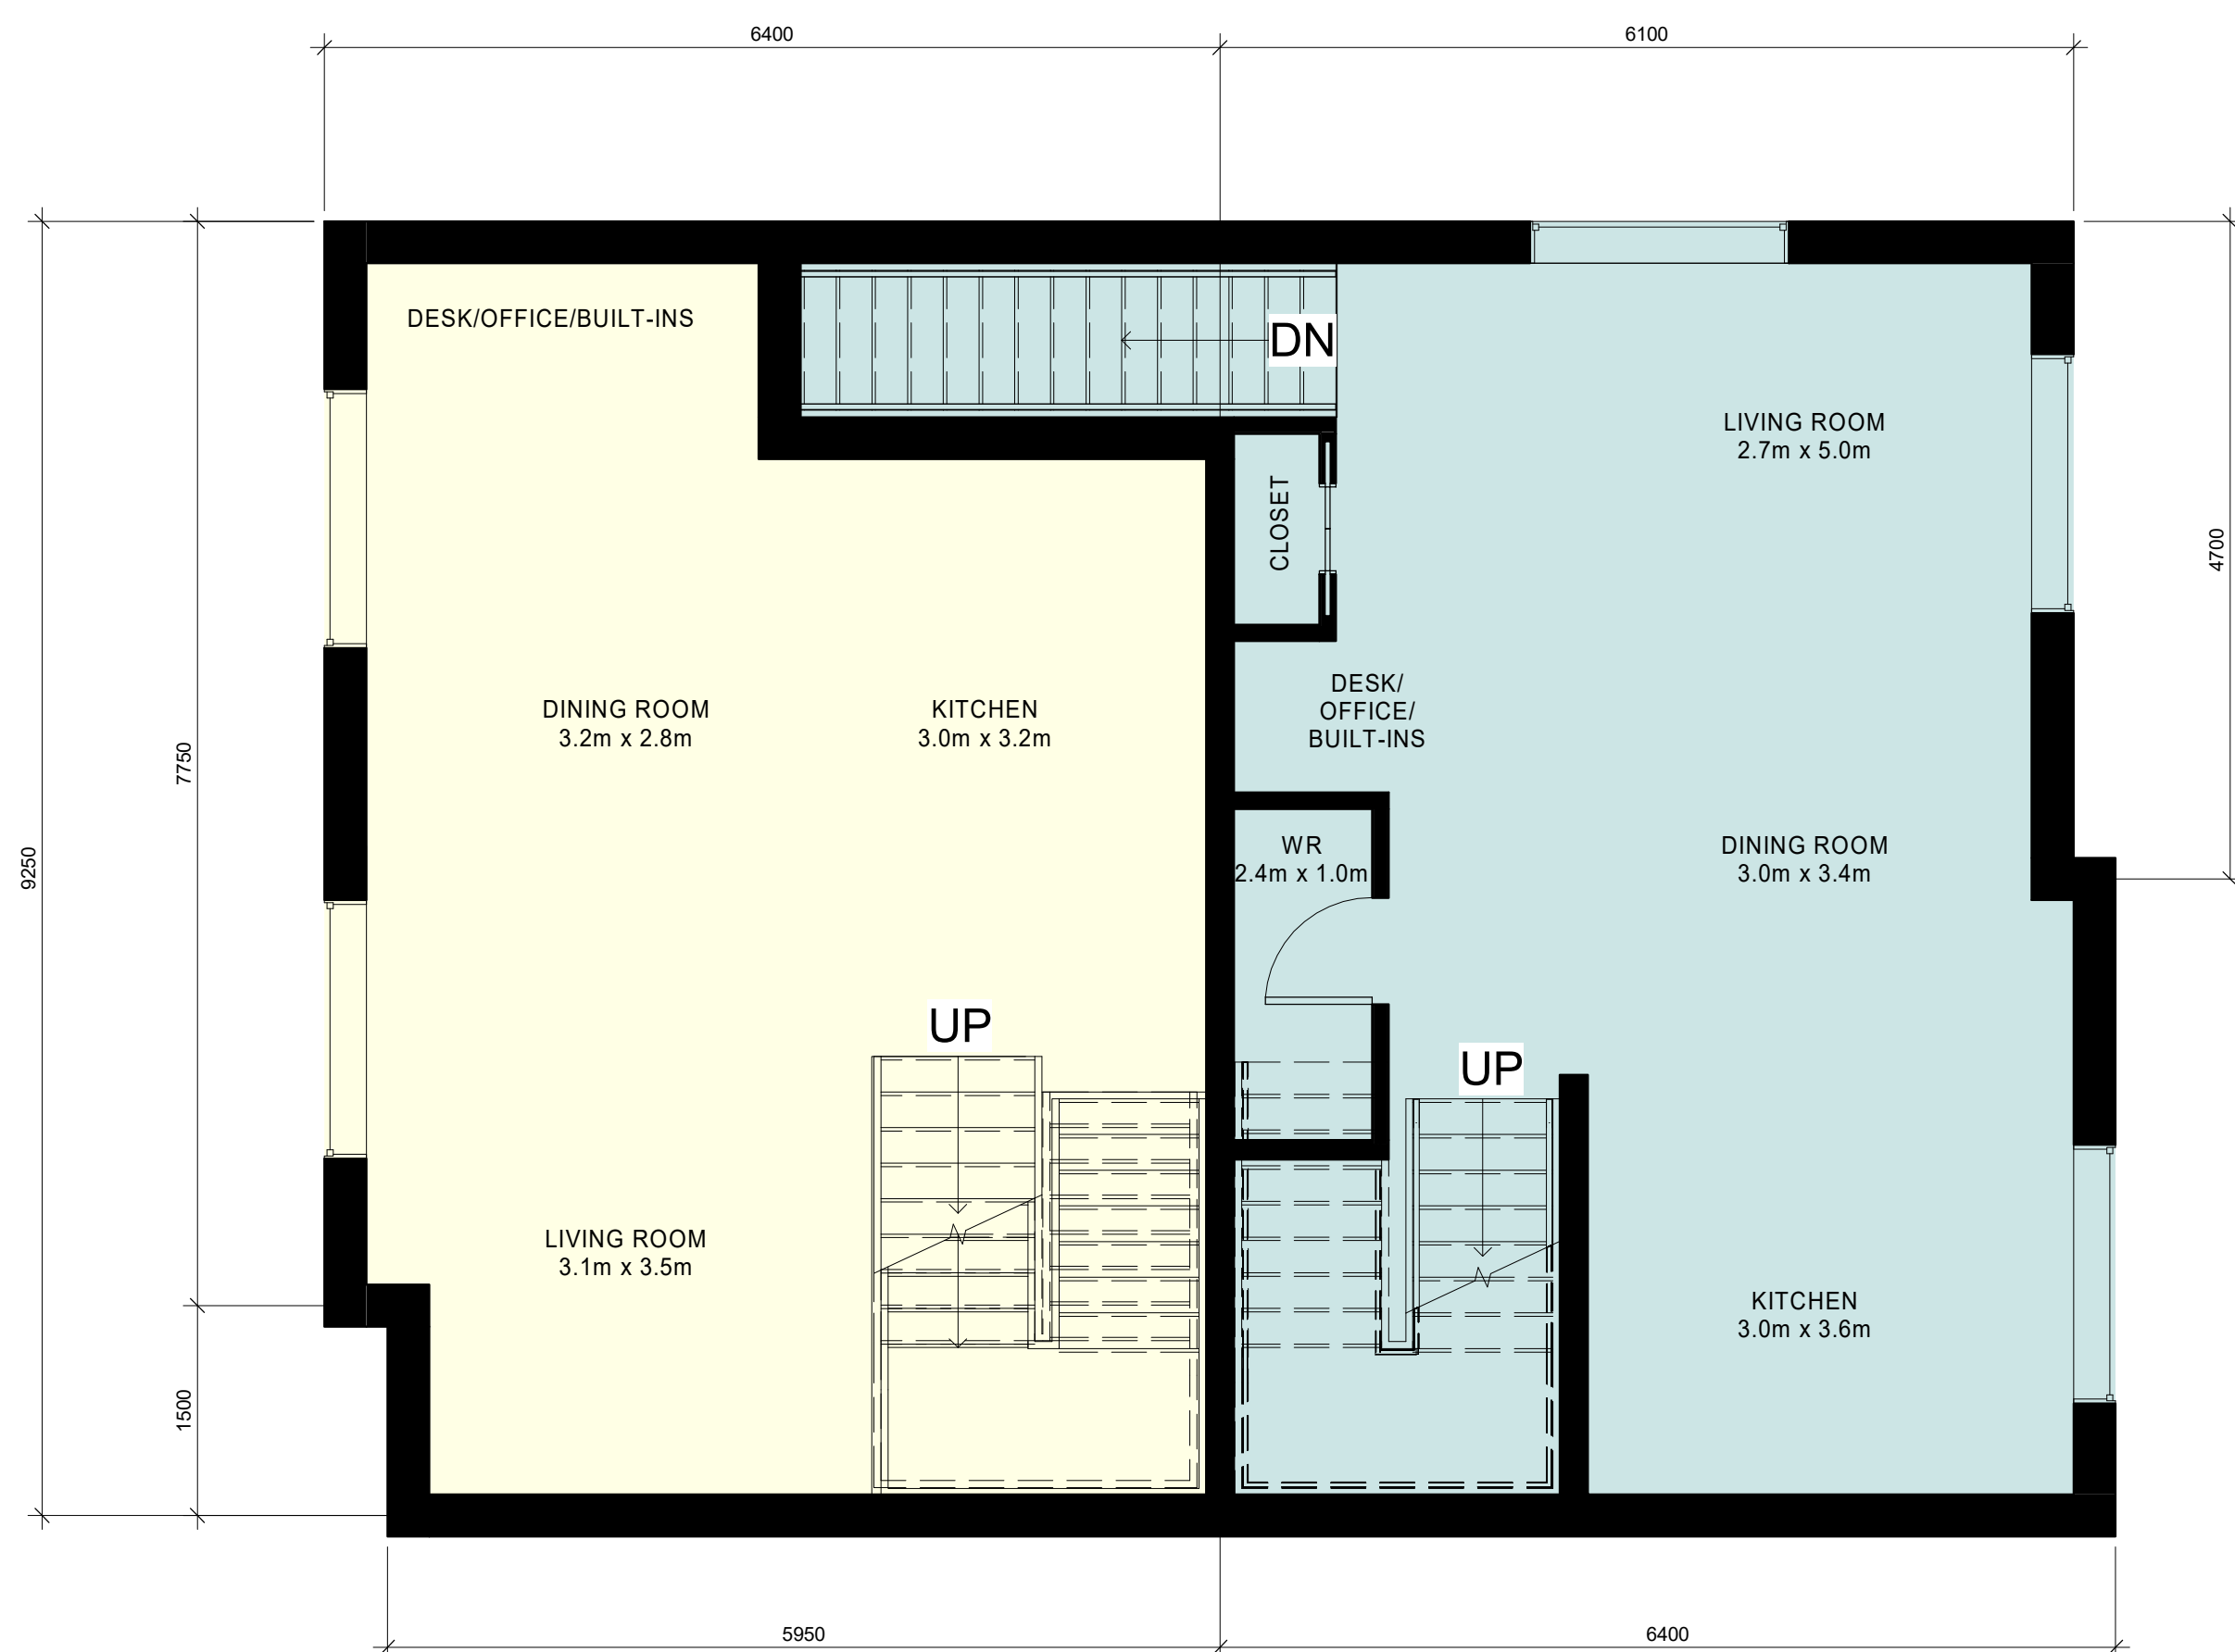 6400
6100
DESK/OFFICE/BUILT-INS
DN
LIVING ROOM
2.7m x 5.0m
CLOSET
4700
DESK/
OFFICE/
BUILT-INS
DINING ROOM
3.2m x 2.8m
KITCHEN
3.0m x 3.2m
7750
9250
WR
2.4m x 1.0m
DINING ROOM
3.0m x 3.4m
UP
UP
LIVING ROOM
3.1m x 3.5m
KITCHEN
3.0m x 3.6m
1500
5950
6400